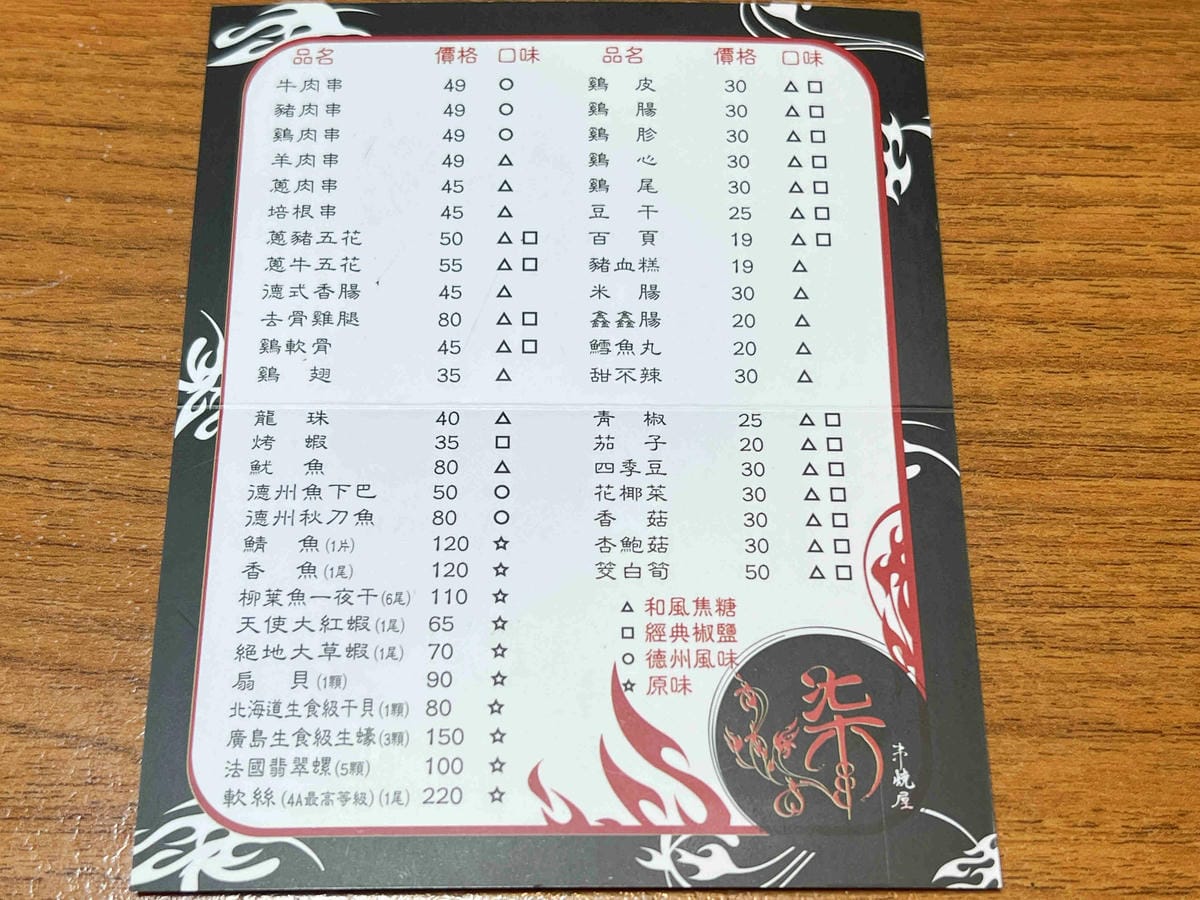 品名 價格 口味
牛肉串 49 ○
豬肉串 49 ○
鷄肉串 49 ○
羊肉串 49 △
蔥肉串 45 △
培根串 45 △
蔥豬五花 50 △□
蔥牛五花 55 △□
德式香腸 45 △
去骨雞腿 80 △□
鷄軟骨 45 △□
鷄翅 35 △
龍珠 40 △
烤蝦 35 □
魷魚 80 △
德州魚下巴 50 ○
德州秋刀魚 80 ○
鯖魚(1片) 120 ☆
香魚(1尾) 120 ☆
柳葉魚一夜干(6尾) 110 ☆
天使大紅蝦(1尾) 65 ☆
絕地大草蝦(1尾) 70 ☆
扇貝(1顆) 90 ☆
北海道生食級干貝(1顆) 80 ☆
廣島生食級生蠔(3顆) 150 ☆
法國翡翠螺(5顆) 100 ☆
軟絲(4A最高等級)(1尾) 220 ☆
品名 價格 口味
鷄皮 30 △□
鷄腸 30 △□
鷄胗 30 △□
鷄心 30 △□
鷄尾 30 △□
豆干 25 △□
百頁 19 △□
豬血糕 19 △
米腸 30 △
鑫鑫腸 20 △
鱈魚丸 20 △
甜不辣 30 △
青椒 25 △□
茄子 20 △□
四季豆 30 △□
花椰菜 30 △□
香菇 30 △□
杏鮑菇 30 △□
筊白筍 50 △□
△ 和風焦糖
□ 經典椒鹽
○ 德州風味
☆ 原味
柒
串燒屋